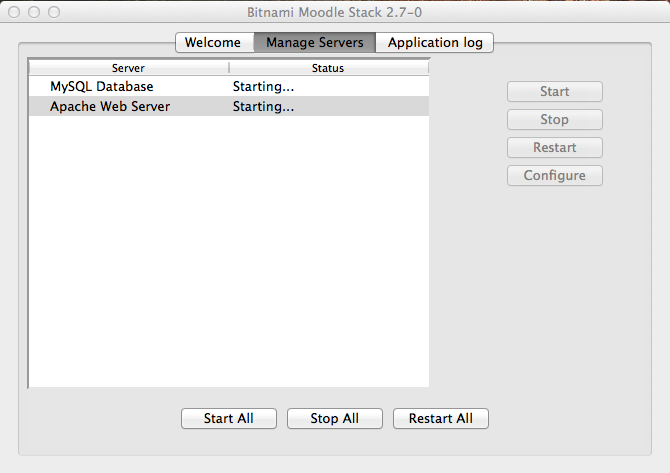 Bitnami Moodle Stack 2.7-0
Welcome Manage Servers Application log
Server Status
MySQL Database Starting...
Apache Web Server Starting...
Start
Stop
Restart
Configure
Start All Stop All Restart All